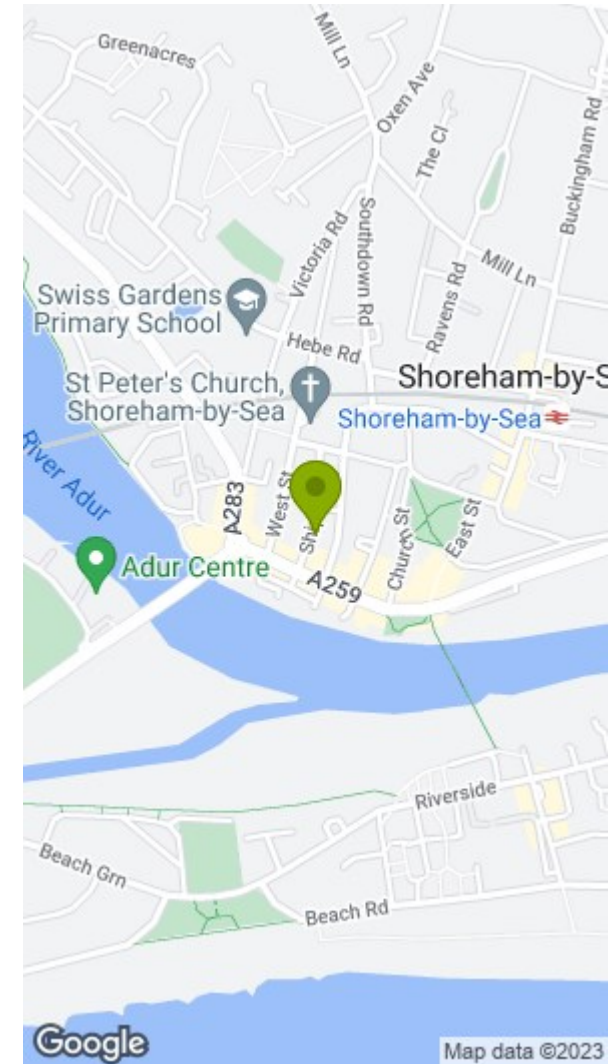 Greenacres
Mill Ln
Oxen Ave
The Cl
Buckingham Rd
Victoria Rd
Southdown Rd
Ravens Rd
Mill Ln
Swiss Gardens
Primary School
Hebe Rd
St Peter's Church,
Shoreham-by-Sea
Shoreham-by-S
Shoreham-by-Sea
River Adur
A283
West St
Ship
Church St
East St
Adur Centre
A259
Riverside
Beach Grn
Beach Rd
Google
Map data ©2023